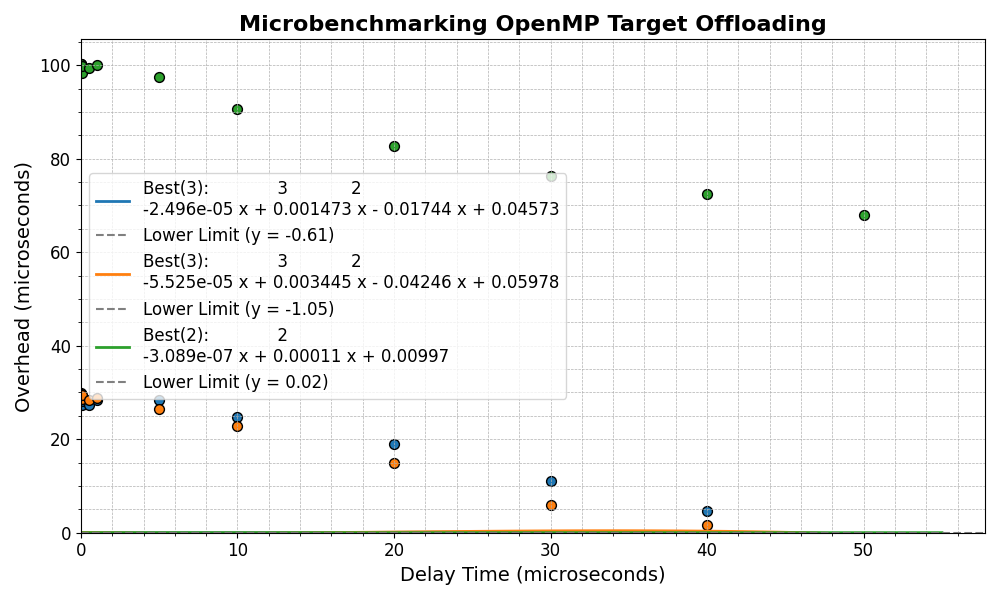 Microbenchmarking OpenMP Target Offloading
Overhead (microseconds)
100
80
60
40
20
0
Best(3): 3 2
-2.496e-05 x + 0.001473 x - 0.01744 x + 0.04573
Lower Limit (y = -0.61)
Best(3): 3 2
-5.525e-05 x + 0.003445 x - 0.04246 x + 0.05978
Lower Limit (y = -1.05)
Best(2): 2
-3.089e-07 x + 0.00011 x + 0.00997
Lower Limit (y = 0.02)
0 10 20 30 40 50
Delay Time (microseconds)